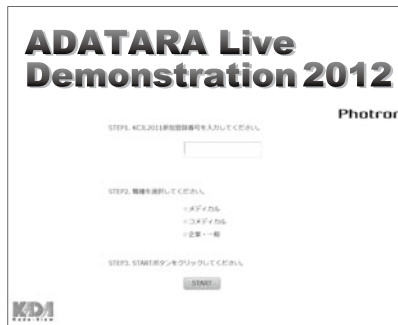 ADATARA Live
Demonstration 2012
Photron
STEP1. KCJL2011参加登録番号を入力してください。
STEP2. 職種を選択してください。
メディカル
コメディカル
企業・一般
STEP3. STARTボタンをクリックしてください。
START
KADA
Kada-View